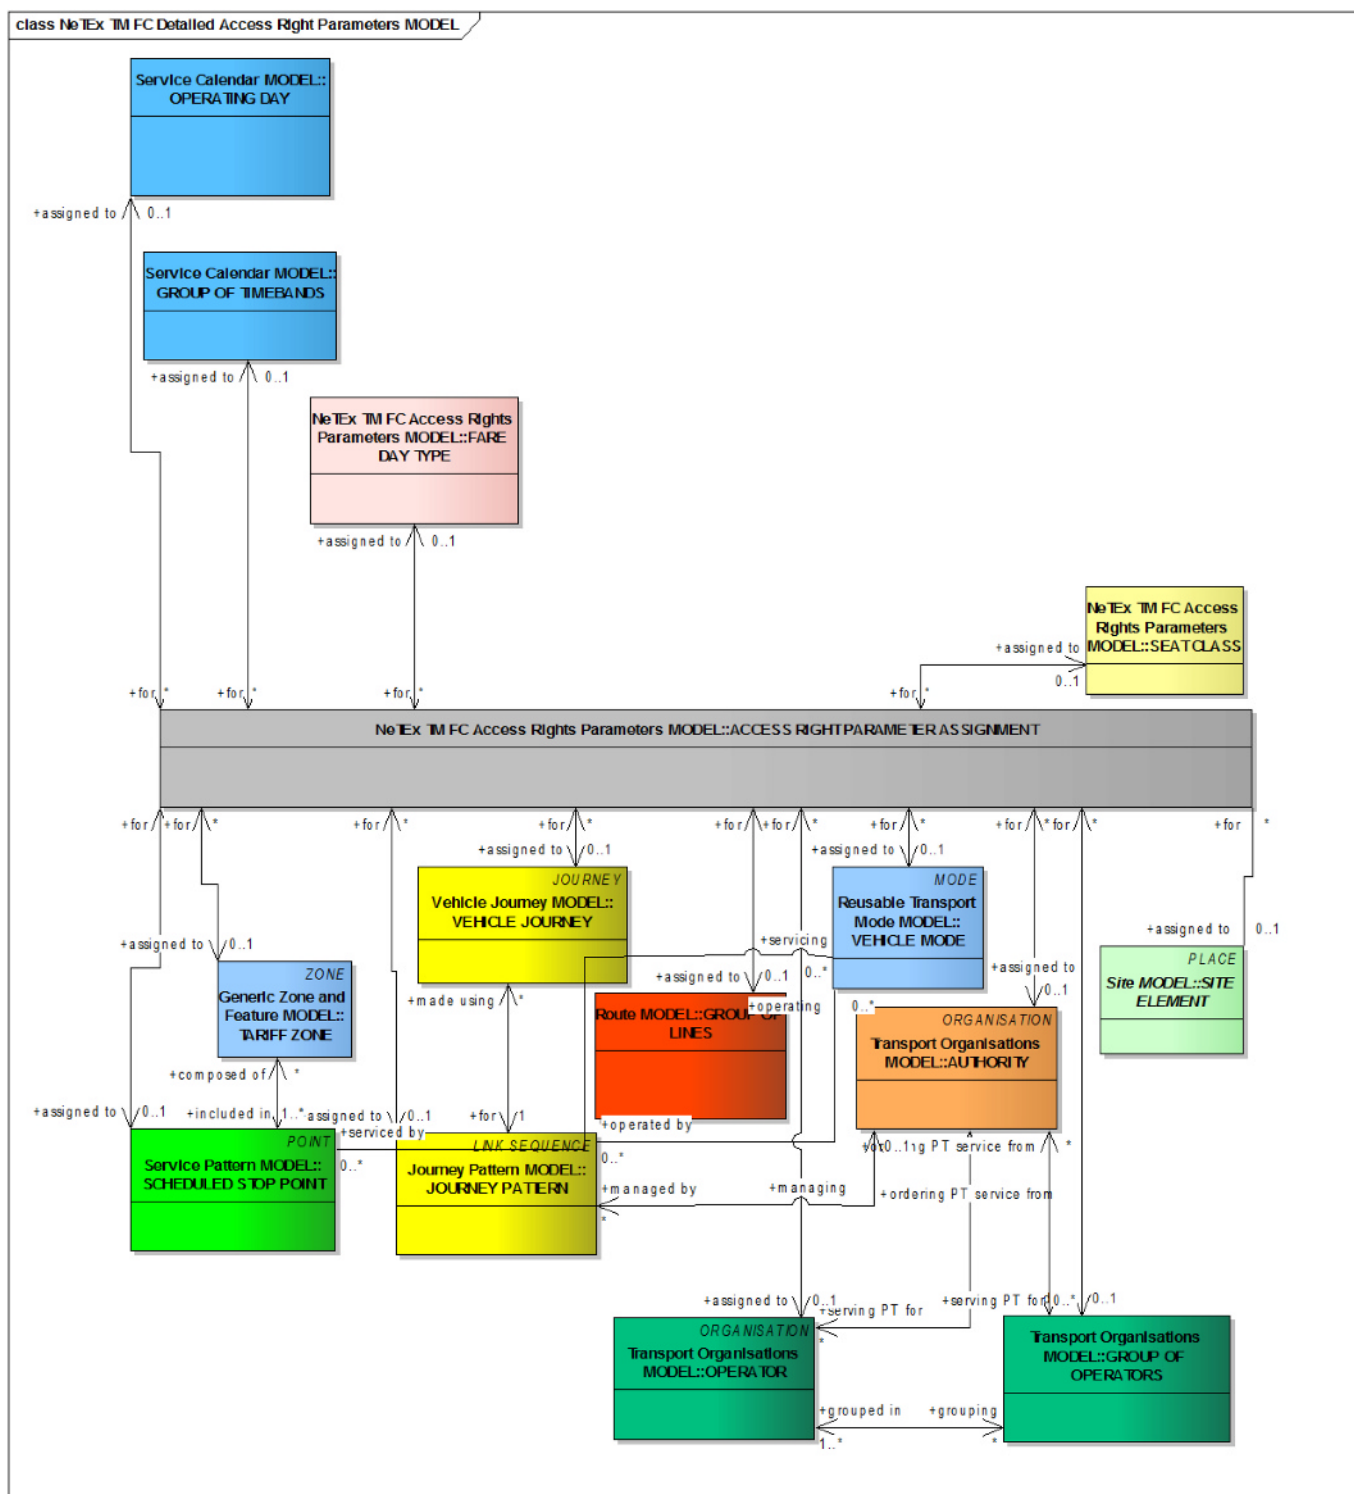 class NeTEx TM FC Detailed Access Right Parameters MODEL
Service Calendar MODEL::
OPERATING DAY
+assigned to 0..1
Service Calendar MODEL::
GROUP OF TIMEBANDS
+assigned to 0..1
NeTEx TM FC Access Rights
Parameters MODEL::FARE
DAY TYPE
+assigned to 0..1
NeTEx TM FC Access
Rights Parameters
MODEL::SEAT CLASS
+assigned to
0..1
+for * +for * +for * +for *
NeTEx TM FC Access Rights Parameters MODEL::ACCESS RIGHT PARAMETER ASSIGNMENT
+for * +for * +for * +for * +for * +for * +for * +for * +for * +for *
+assigned to 0..1 +assigned to 0..1
JOURNEY
Vehicle Journey MODEL::
VEHICLE JOURNEY
MODE
Reusable Transport
Mode MODEL::
VEHICLE MODE
+assigned to 0..1
+servicing
0..*
+assigned to 0..1
PLACE
Site MODEL::SITE
ELEMENT
ZONE
Generic Zone and
Feature MODEL::
TARIFF ZONE
+made using *
+assigned to 0..1
+operating 0..*
+assigned to
0..1
Route MODEL::GROUP OF
LINES
ORGANISATION
Transport Organisations
MODEL::AUTHORITY
+composed of *
+assigned to 0..1
+included in 1..*
+assigned to 0..1
+serviced by
0..*
+for 1
+operated by
0..*
POINT
Service Pattern MODEL::
SCHEDULED STOP POINT
LINK SEQUENCE
Journey Pattern MODEL::
JOURNEY PATTERN
0..1
ng PT service from
*
+managed by
*
+managing
+ordering PT service from
+assigned to 0..1
+serving PT for
*
+serving PT for 0..*
0..1
ORGANISATION
Transport Organisations
MODEL::OPERATOR
Transport Organisations
MODEL::GROUP OF
OPERATORS
+grouped in
1..*
+grouping
*